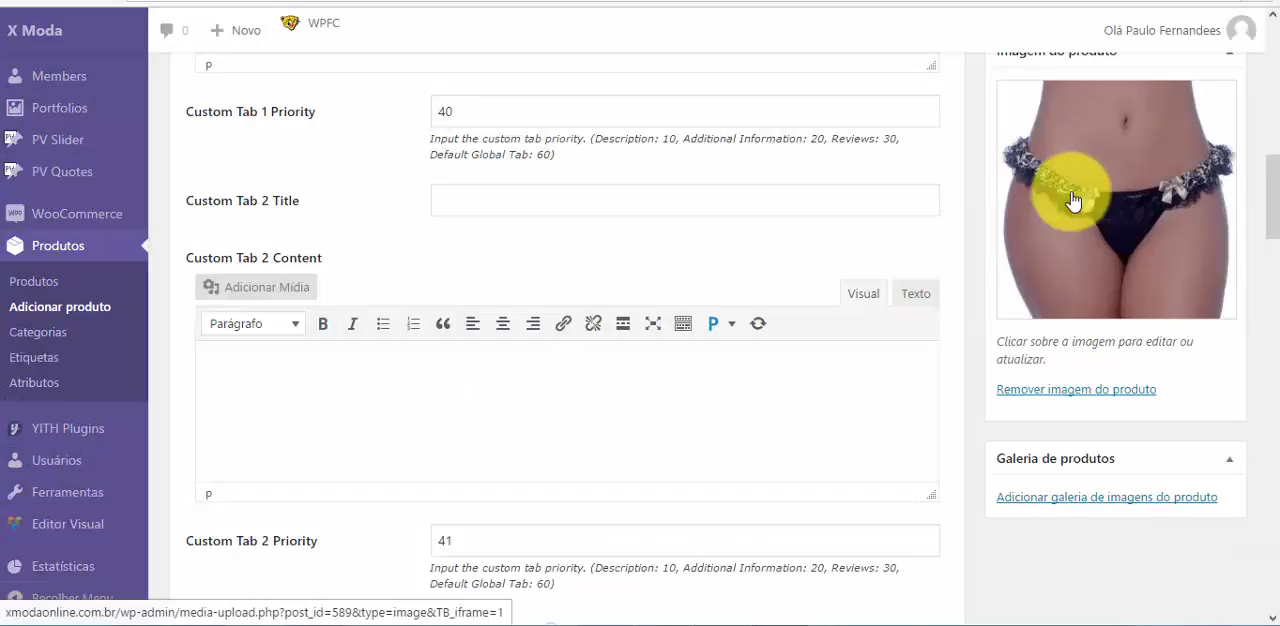 X Moda
0
Novo
WPFC
Olá Paulo Fernandees
Members
Portfolios
PV Slider
PV Quotes
WooCommerce
Produtos
Produtos
Adicionar produto
Categorias
Etiquetas
Atributos
YITH Plugins
Usuários
Ferramentas
Editor Visual
Estatísticas
Recolher Menu
p
Custom Tab 1 Priority
40
Input the custom tab priority. (Description: 10, Additional Information: 20, Reviews: 30,
Default Global Tab: 60)
Custom Tab 2 Title
Custom Tab 2 Content
Adicionar Mídia
Visual
Texto
Parágrafo
B
I
P
p
Custom Tab 2 Priority
41
Input the custom tab priority. (Description: 10, Additional Information: 20, Reviews: 30,
Default Global Tab: 60)
Imagem do produto
Clicar sobre a imagem para editar ou
atualizar.
Remover imagem do produto
Galeria de produtos
Adicionar galeria de imagens do produto
xmodaonline.com.br/wp-admin/media-upload.php?post_id=589&type=image&TB_iframe=1